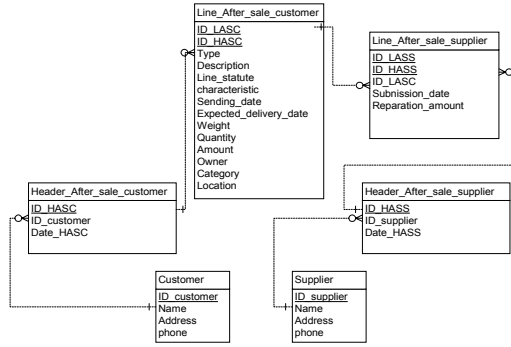 Line_After_sale_customer
ID_LASC
ID_HASC
Type
Description
Line_statute
characteristic
Sending_date
Expected_delivery_date
Weight
Quantity
Amount
Owner
Category
Location
Line_After_sale_supplier
ID_LASS
ID_HASS
ID_LASC
Subnission_date
Reparation_amount
Header_After_sale_customer
ID_HASC
ID_customer
Date_HASC
Header_After_sale_supplier
ID_HASS
ID_supplier
Date_HASS
Customer
ID_customer
Name
Address
phone
Supplier
ID_supplier
Name
Address
phone